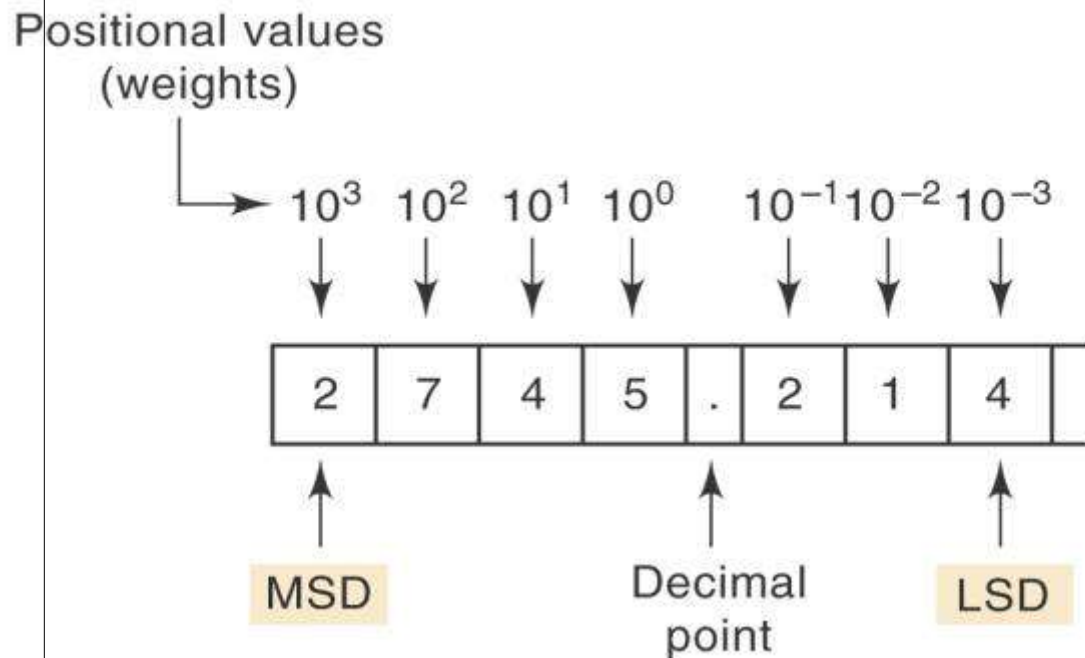 Positional values
(weights)
10³ 10² 10¹ 10⁰ 10⁻¹ 10⁻² 10⁻³
2 7 4 5 . 2 1 4
MSD Decimal point LSD